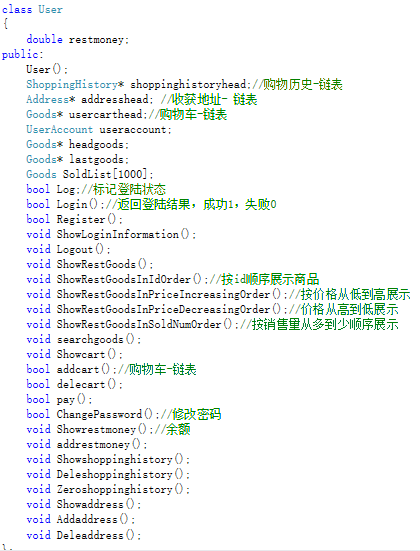 class User
{
double restmoney;
public:
User();
ShoppingHistory* shoppinghistoryhead;//购物历史-链表
Address* addresshead; //收获地址- 链表
Goods* usercarthead;//购物车-链表
UserAccount useraccount;
Goods* headgoods;
Goods* lastgoods;
Goods SoldList[1000];
bool Log;//标记登陆状态
bool Login();//返回登陆结果，成功1，失败0
bool Register();
void ShowLoginInformation();
void Logout();
void ShowRestGoods();
void ShowRestGoodsInIdOrder();//按id顺序展示商品
void ShowRestGoodsInPriceIncreasingOrder();//按价格从低到高展示
void ShowRestGoodsInPriceDecreasingOrder();//价格从高到低展示
void ShowRestGoodsInSoldNumOrder();//按销售量从多到少顺序展示
void searchgoods();
void Showcart();
bool addcart();//购物车-链表
bool delecart();
bool pay();
bool ChangePassword();//修改密码
void Showrestmoney();//余额
void addrestmoney();
void Showshoppinghistory();
void Deleshoppinghistory();
void Zeroshoppinghistory();
void Showaddress();
void Addaddress();
void Deleaddress();
};